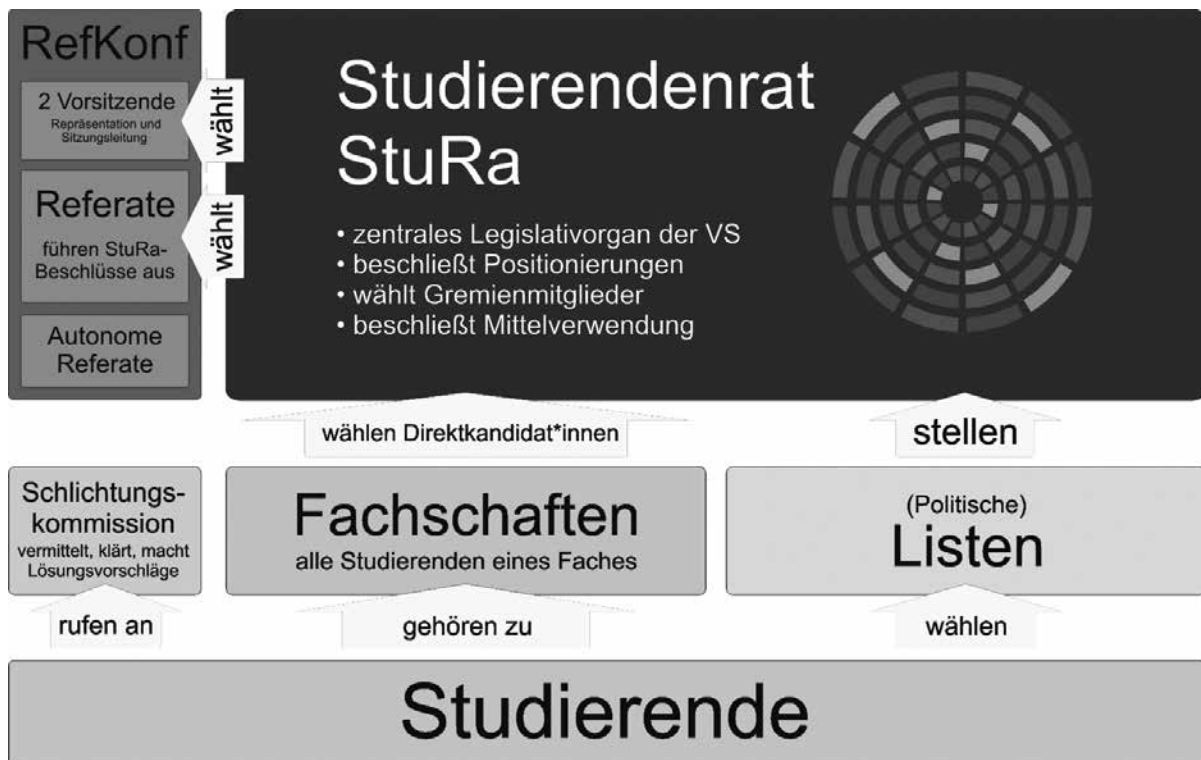 RefKonf
2 Vorsitzende
Repräsentation und
Sitzungsleitung
wählt
Referate
führen StuRa-
Beschlüsse aus
wählt
Autonome
Referate
Studierendenrat
StuRa
• zentrales Legislativorgan der VS
• beschließt Positionierungen
• wählt Gremienmitglieder
• beschließt Mittelverwendung
wählen Direktkandidat*innen
stellen
Schlichtungs-
kommission
vermittelt, klärt, macht
Lösungsvorschläge
Fachschaften
alle Studierenden eines Faches
(Politische)
Listen
rufen an
gehören zu
wählen
Studierende